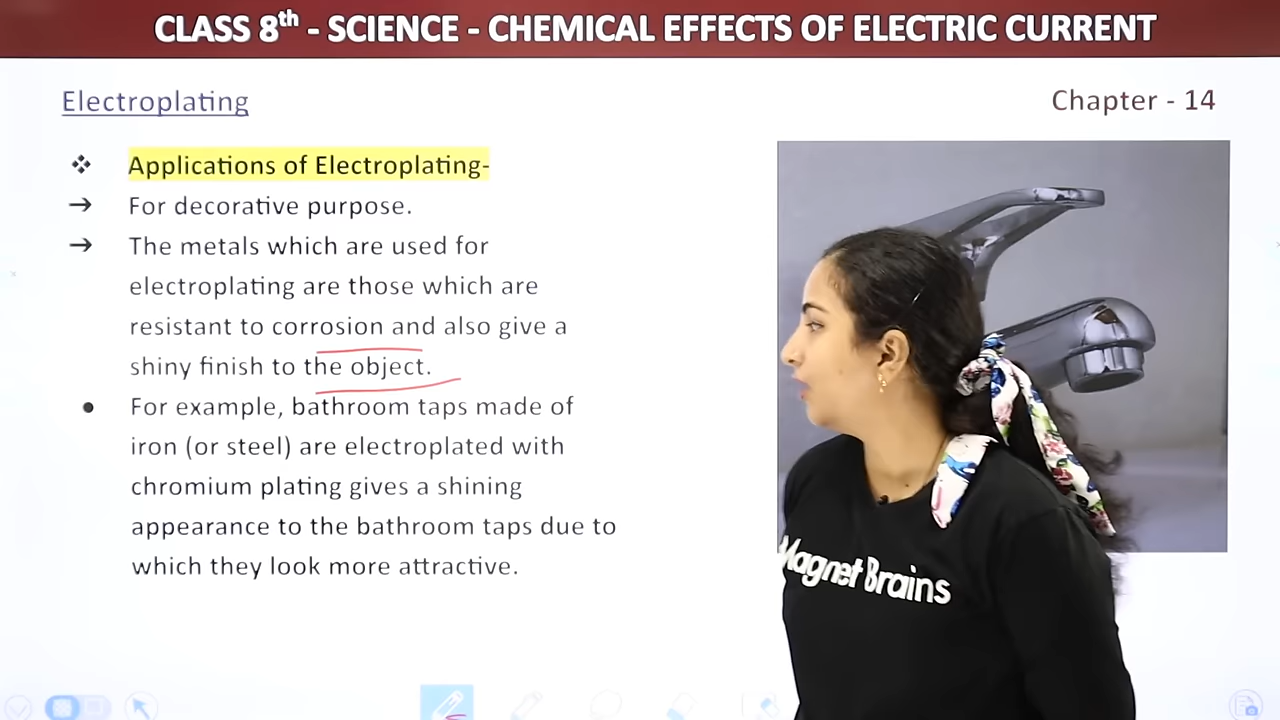 CLASS 8th - SCIENCE - CHEMICAL EFFECTS OF ELECTRIC CURRENT
Electroplating
Chapter - 14
Applications of Electroplating-
For decorative purpose.
The metals which are used for
electroplating are those which are
resistant to corrosion and also give a
shiny finish to the object.
For example, bathroom taps made of
iron (or steel) are electroplated with
chromium plating gives a shining
appearance to the bathroom taps due to
which they look more attractive.
Magnet Brains